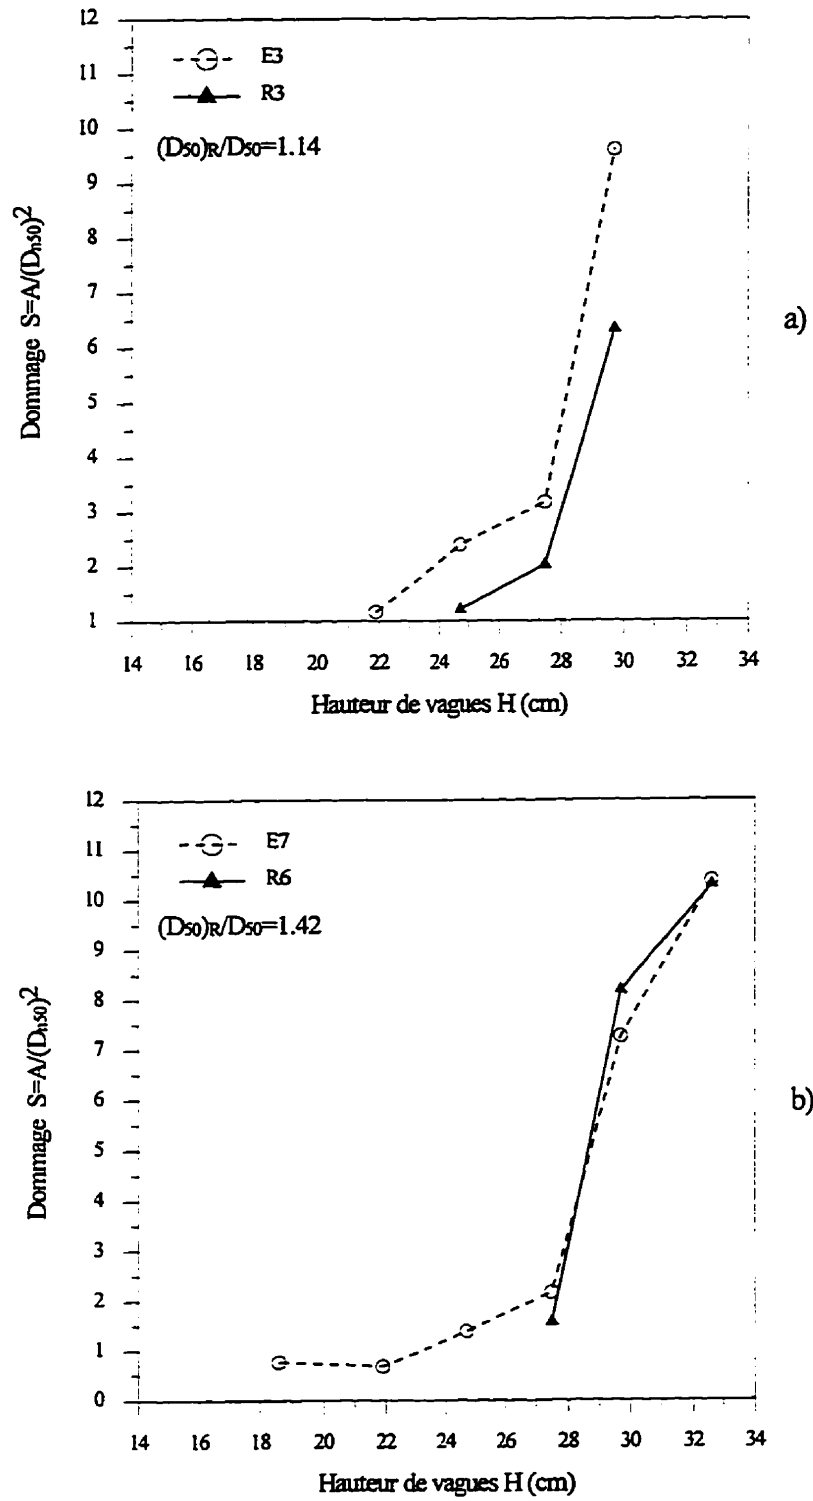 12
E3
11
R3
10
(D50)R/D50=1.14
9
8
7
6
5
4
3
2
1
Dommage S=A/(Dn50)2
a)
14 16 18 20 22 24 26 28 30 32 34
Hauteur de vagues H (cm)
12
E7
11
R6
10
(D50)R/D50=1.42
9
8
7
6
5
4
3
2
1
0
Dommage S=A/(Dn50)2
b)
14 16 18 20 22 24 26 28 30 32 34
Hauteur de vagues H (cm)